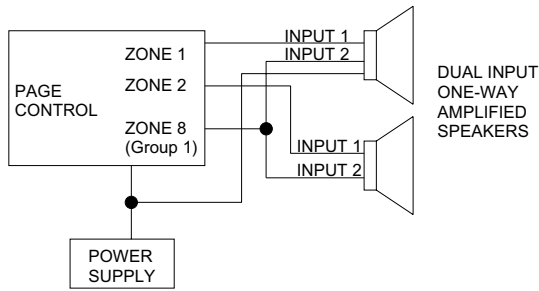 PAGE
CONTROL
ZONE 1
ZONE 2
ZONE 8
(Group 1)
INPUT 1
INPUT 2
INPUT 1
INPUT 2
DUAL INPUT
ONE-WAY
AMPLIFIED
SPEAKERS
POWER
SUPPLY